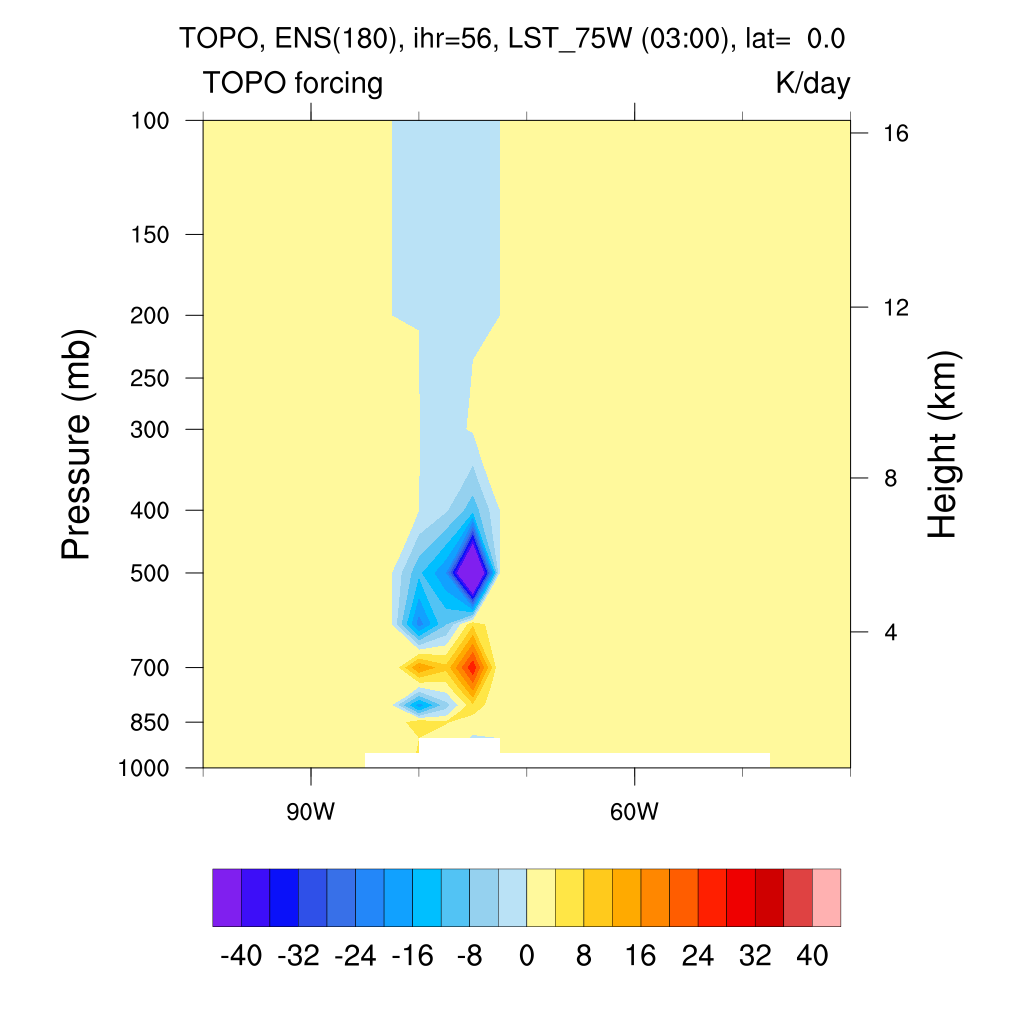 TOPO, ENS(180), ihr=56, LST_75W (03:00), lat=  0.0
TOPO forcing K/day
100
150
200
250
300
400
500
700
850
1000
Pressure (mb)
16
12
8
4
Height (km)
90W 60W
-40 -32 -24 -16 -8 0 8 16 24 32 40